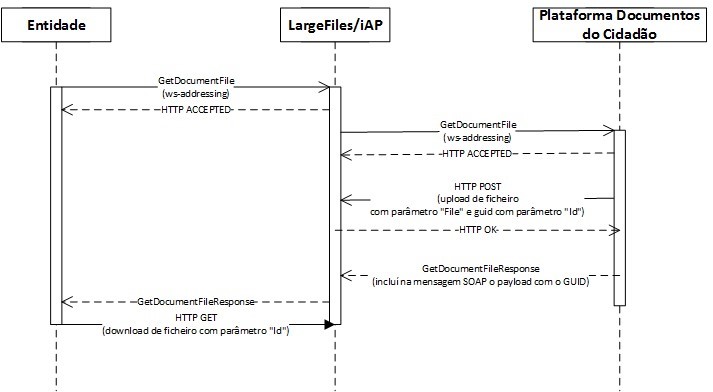 Entidade
LargeFiles/iAP
Plataforma Documentos
do Cidadão
GetDocumentFile
(ws-addressing)
HTTP ACCEPTED
GetDocumentFile
(ws-addressing)
HTTP ACCEPTED
HTTP POST
(upload de ficheiro
com parâmetro "File" e guid com parâmetro "Id")
HTTP OK
GetDocumentFileResponse
(incluí na mensagem SOAP o payload com o GUID)
GetDocumentFileResponse
HTTP GET
(download de ficheiro com parâmetro "Id")